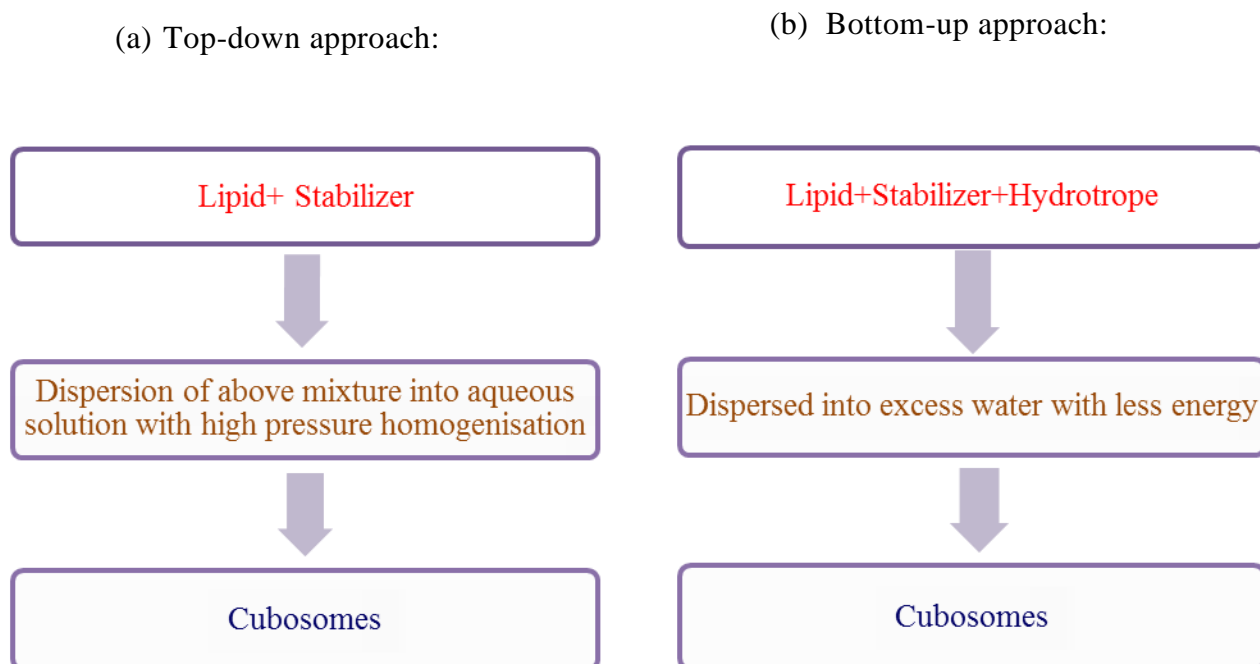 (a) Top-down approach:
Lipid+ Stabilizer
Dispersion of above mixture into aqueous
solution with high pressure homogenisation
Cubosomes
(b) Bottom-up approach:
Lipid+Stabilizer+Hydrotrope
Dispersed into excess water with less energy
Cubosomes